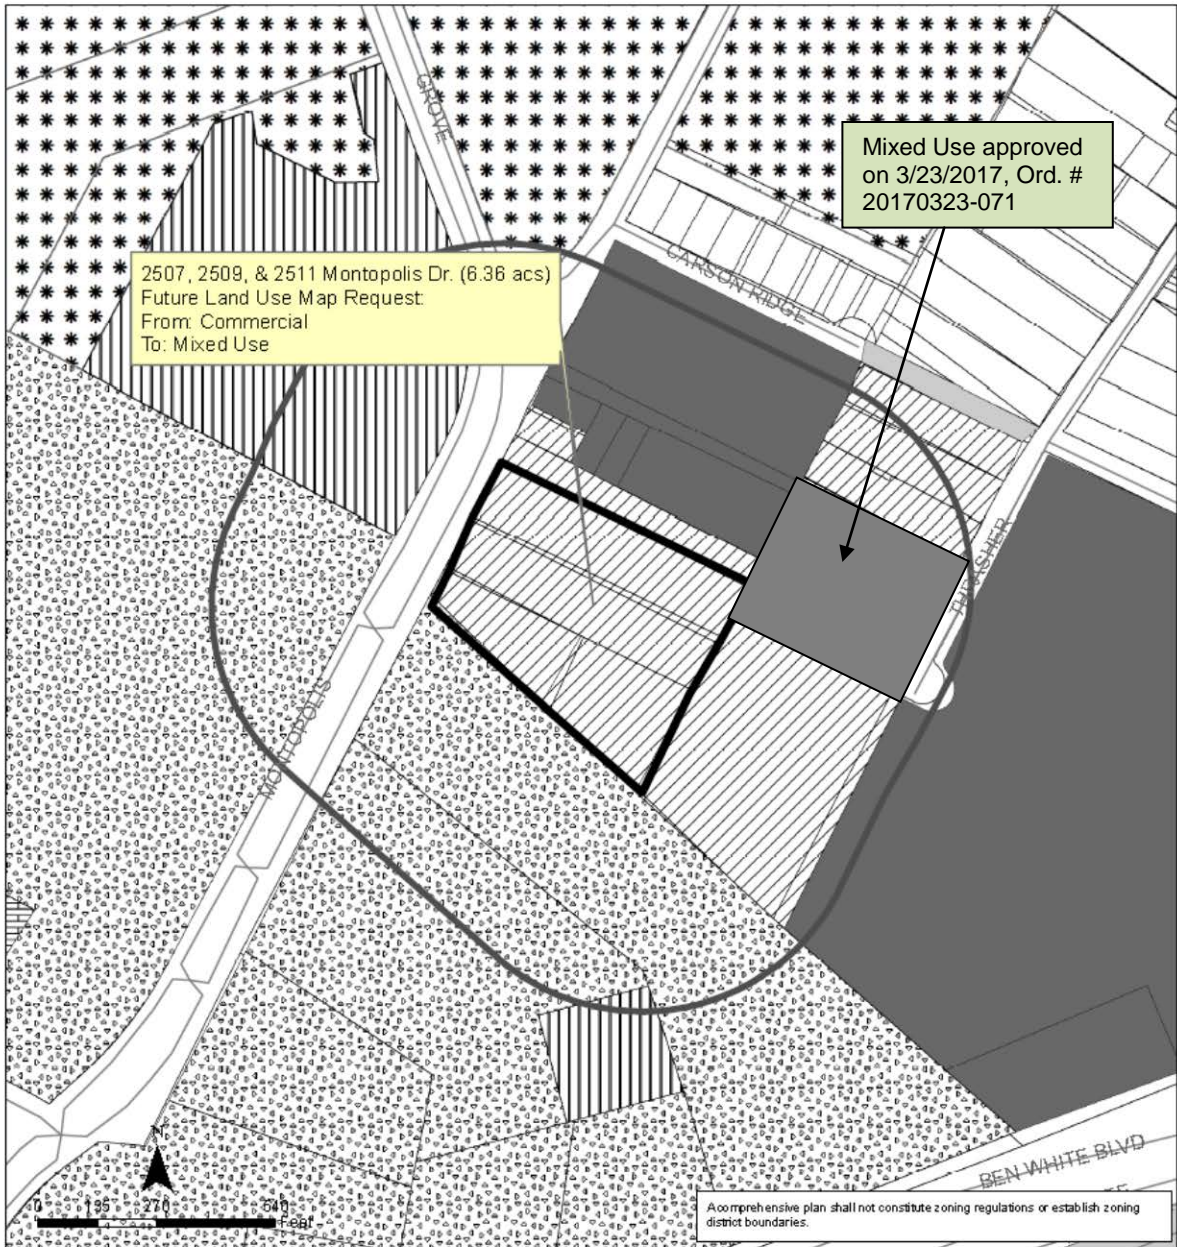 GROVE
Mixed Use approved
on 3/23/2017, Ord. #
20170323-071
CARSON RIDGE
2507, 2509, & 2511 Montopolis Dr. (6.36 acs)
Future Land Use Map Request:
From: Commercial
To: Mixed Use
THRASHER
MONTOPOLIS
BEN WHITE BLVD
N
0 135 270 540
Feet
Acomprehensive plan shall not constitute zoning regulations or establish zoning
district boundaries.